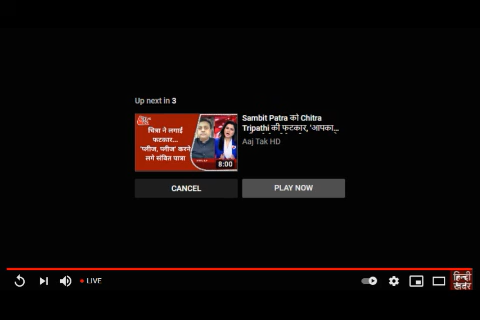 Up next in 3
चित्रा ने लगाई
फटकार...
'प्लीज, प्लीज' करने
लगे संबित पात्रा
8:00
Sambit Patra को Chitra
Tripathi की फटकार, 'आपका...
Aaj Tak HD
CANCEL
PLAY NOW
LIVE
हिन्दी
ख़बर